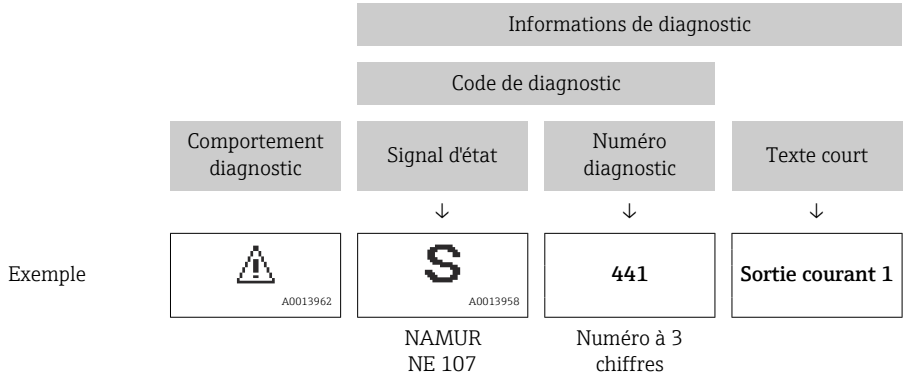 Informations de diagnostic
Code de diagnostic
Comportement
diagnostic
Signal d'état
Numéro
diagnostic
Texte court
↓ ↓ ↓
Exemple
A0013962
S
A0013958
441
Sortie courant 1
NAMUR
NE 107
Numéro à 3
chiffres